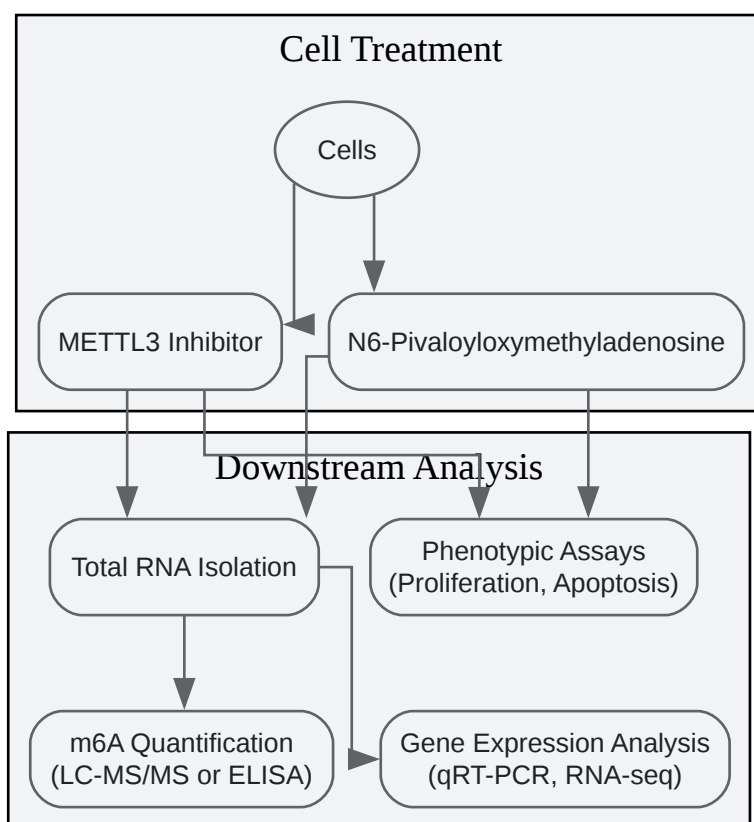 Cell Treatment
Cells
METTL3 Inhibitor
N6-Pivaloyloxymethyladenosine
Downstream Analysis
Total RNA Isolation
Phenotypic Assays
(Proliferation, Apoptosis)
m6A Quantification
(LC-MS/MS or ELISA)
Gene Expression Analysis
(qRT-PCR, RNA-seq)